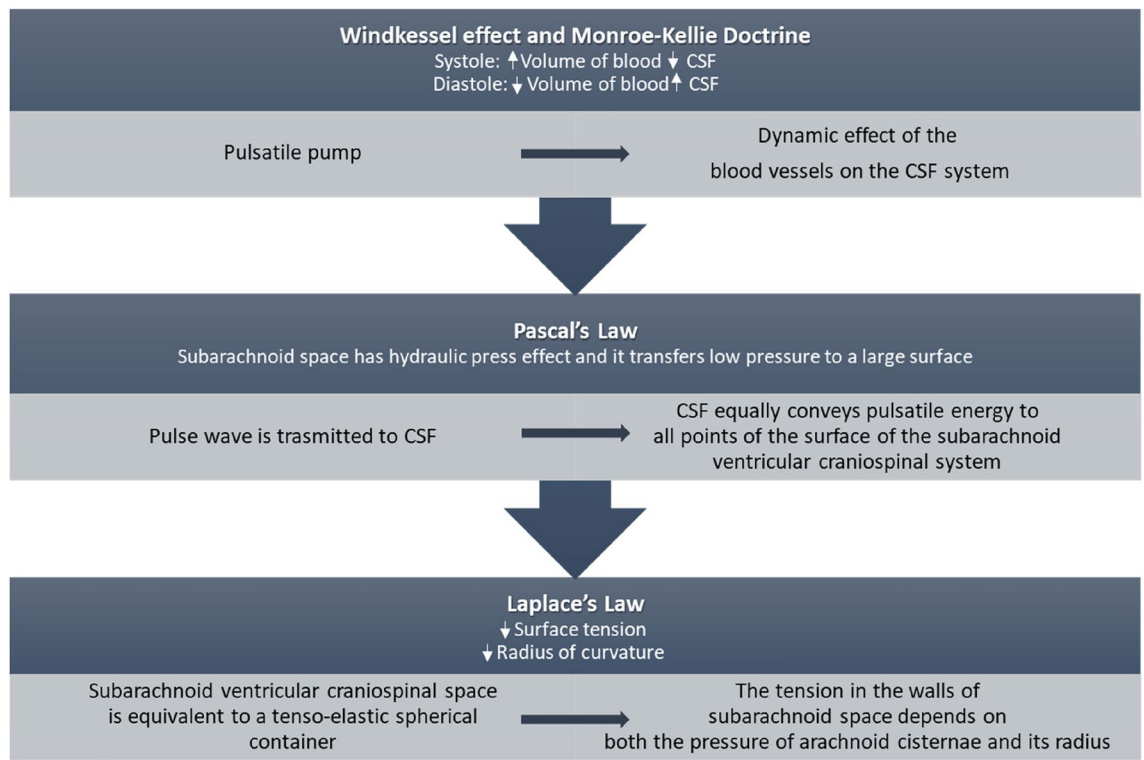 Windkessel effect and Monroe-Kellie Doctrine
Systole: ↑Volume of blood ↓ CSF
Diastole: ↓ Volume of blood↑ CSF
Pulsatile pump
Dynamic effect of the
blood vessels on the CSF system
Pascal's Law
Subarachnoid space has hydraulic press effect and it transfers low pressure to a large surface
Pulse wave is trasmitted to CSF
CSF equally conveys pulsatile energy to
all points of the surface of the subarachnoid
ventricular craniospinal system
Laplace's Law
↓ Surface tension
↓ Radius of curvature
Subarachnoid ventricular craniospinal space
is equivalent to a tenso-elastic spherical
container
The tension in the walls of
subarachnoid space depends on
both the pressure of arachnoid cisternae and its radius